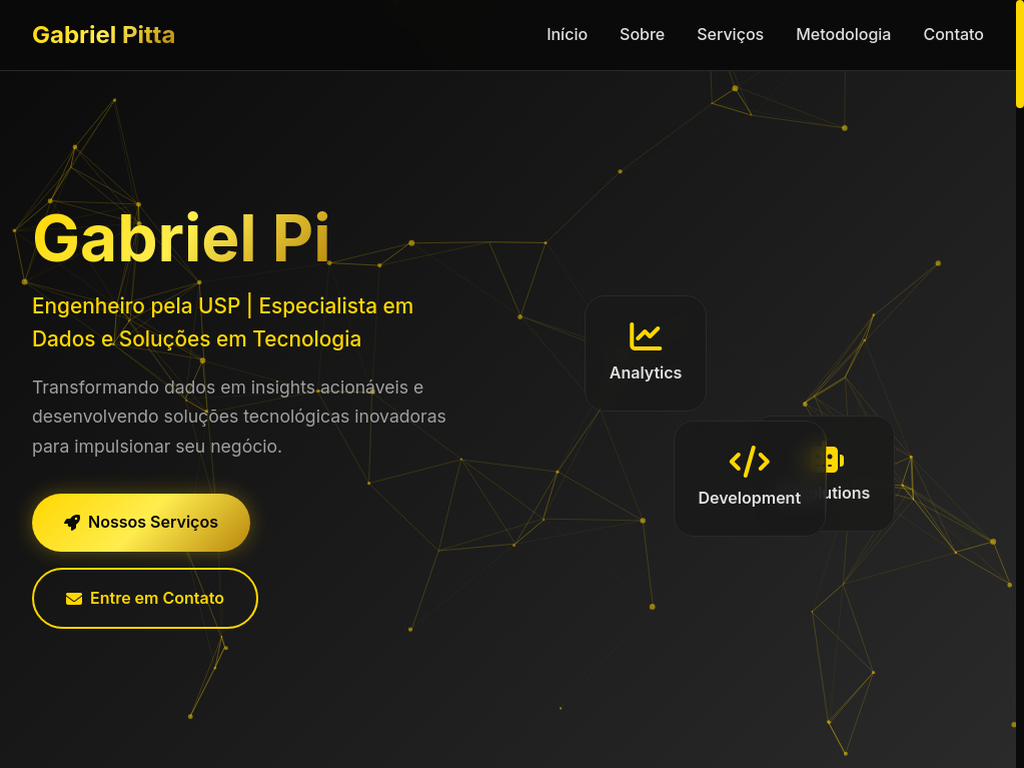 Gabriel Pitta
Início
Sobre
Serviços
Metodologia
Contato
Gabriel Pi
Engenheiro pela USP | Especialista em
Dados e Soluções em Tecnologia
Transformando dados em insights acionáveis e
desenvolvendo soluções tecnológicas inovadoras
para impulsionar seu negócio.
Nossos Serviços
Entre em Contato
Analytics
Development